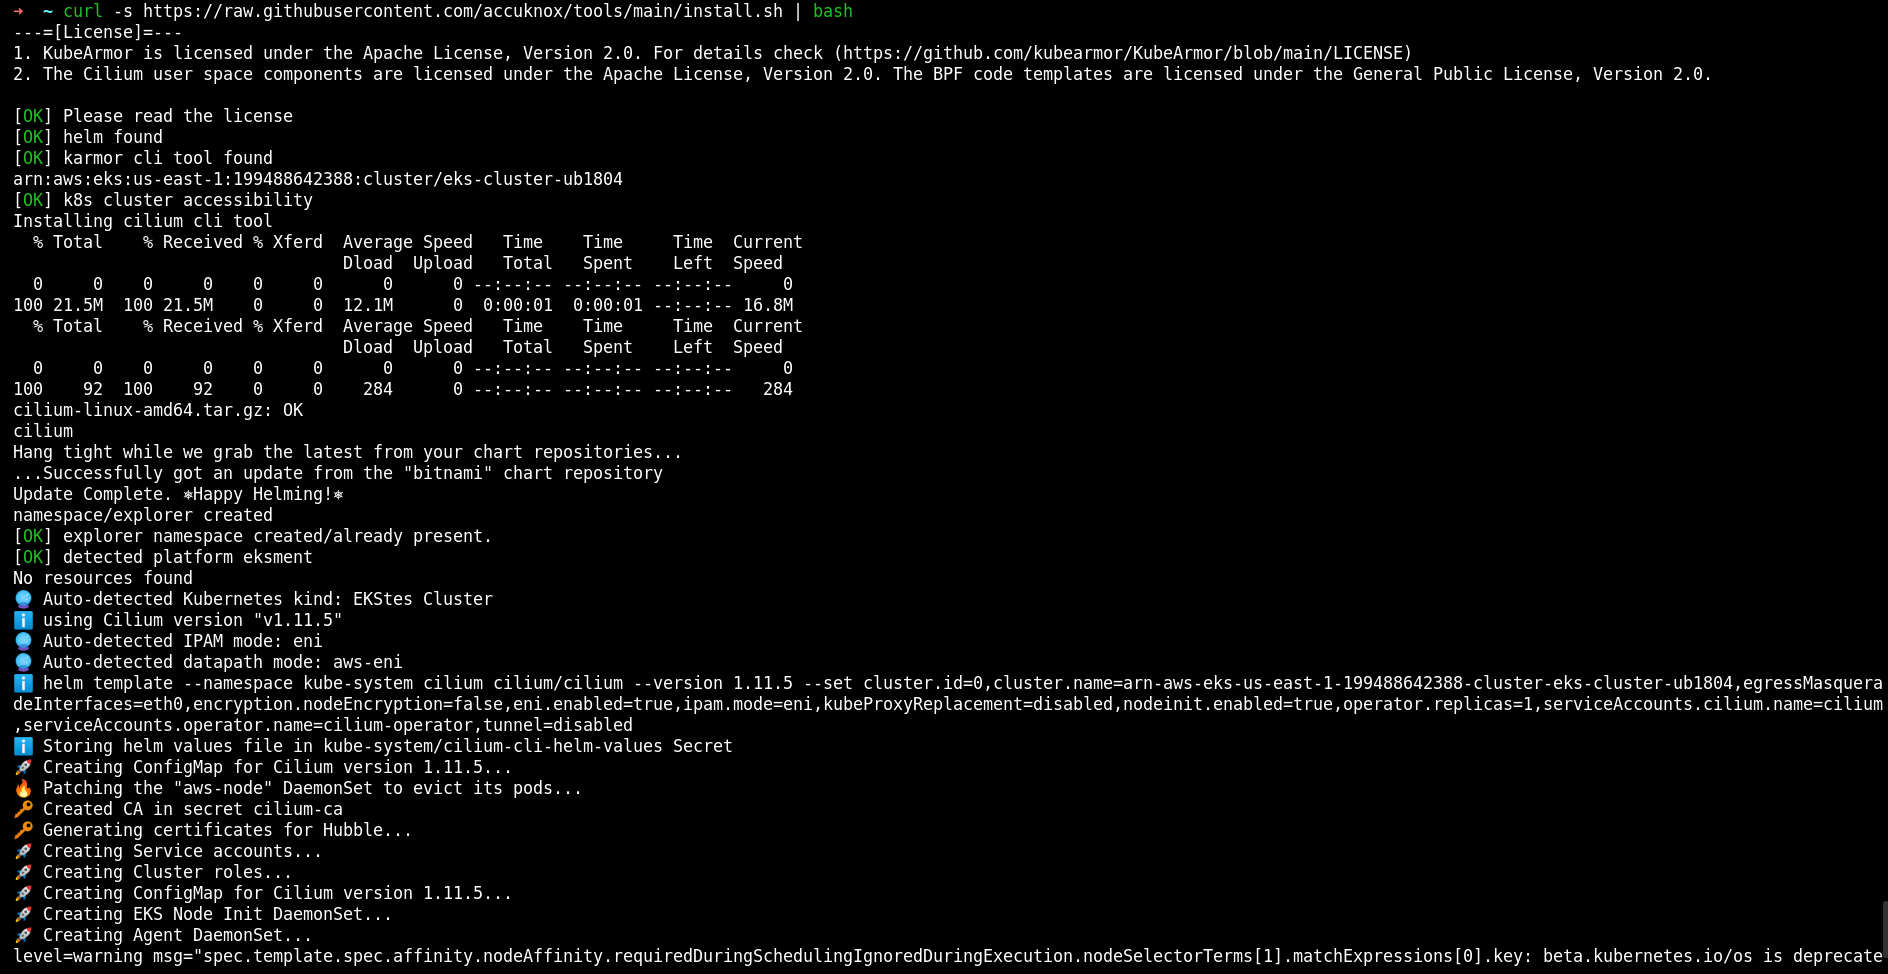 ➜  ~ curl -s https://raw.githubusercontent.com/accuknox/tools/main/install.sh | bash
---=[License]=---
1. KubeArmor is licensed under the Apache License, Version 2.0. For details check (https://github.com/kubearmor/KubeArmor/blob/main/LICENSE)
2. The Cilium user space components are licensed under the Apache License, Version 2.0. The BPF code templates are licensed under the General Public License, Version 2.0.

[OK] Please read the license
[OK] helm found
[OK] karmor cli tool found
arn:aws:eks:us-east-1:199488642388:cluster/eks-cluster-ub1804
[OK] k8s cluster accessibility
Installing cilium cli tool
  % Total    % Received % Xferd  Average Speed   Time    Time     Time  Current
                                 Dload  Upload   Total   Spent    Left  Speed
  0     0    0     0    0     0      0      0 --:--:-- --:--:-- --:--:--     0
100 21.5M  100 21.5M    0     0  12.1M      0  0:00:01  0:00:01 --:--:-- 16.8M
  % Total    % Received % Xferd  Average Speed   Time    Time     Time  Current
                                 Dload  Upload   Total   Spent    Left  Speed
  0     0    0     0    0     0      0      0 --:--:-- --:--:-- --:--:--     0
100    92  100    92    0     0    284      0 --:--:-- --:--:-- --:--:--   284
cilium-linux-amd64.tar.gz: OK
cilium
Hang tight while we grab the latest from your chart repositories...
...Successfully got an update from the "bitnami" chart repository
Update Complete. ⎈Happy Helming!⎈
namespace/explorer created
[OK] explorer namespace created/already present.
[OK] detected platform eksment
No resources found
🔮 Auto-detected Kubernetes kind: EKStes Cluster
ℹ️ using Cilium version "v1.11.5"
🔮 Auto-detected IPAM mode: eni
🔮 Auto-detected datapath mode: aws-eni
ℹ️ helm template --namespace kube-system cilium cilium/cilium --version 1.11.5 --set cluster.id=0,cluster.name=arn-aws-eks-us-east-1-199488642388-cluster-eks-cluster-ub1804,egressMasquera
deInterfaces=eth0,encryption.nodeEncryption=false,eni.enabled=true,ipam.mode=eni,kubeProxyReplacement=disabled,nodeinit.enabled=true,operator.replicas=1,serviceAccounts.cilium.name=cilium
,serviceAccounts.operator.name=cilium-operator,tunnel=disabled
ℹ️ Storing helm values file in kube-system/cilium-cli-helm-values Secret
🚀 Creating ConfigMap for Cilium version 1.11.5...
🔥 Patching the "aws-node" DaemonSet to evict its pods...
🔑 Created CA in secret cilium-ca
🔑 Generating certificates for Hubble...
🚀 Creating Service accounts...
🚀 Creating Cluster roles...
🚀 Creating ConfigMap for Cilium version 1.11.5...
🚀 Creating EKS Node Init DaemonSet...
🚀 Creating Agent DaemonSet...
level=warning msg="spec.template.spec.affinity.nodeAffinity.requiredDuringSchedulingIgnoredDuringExecution.nodeSelectorTerms[1].matchExpressions[0].key: beta.kubernetes.io/os is deprecate